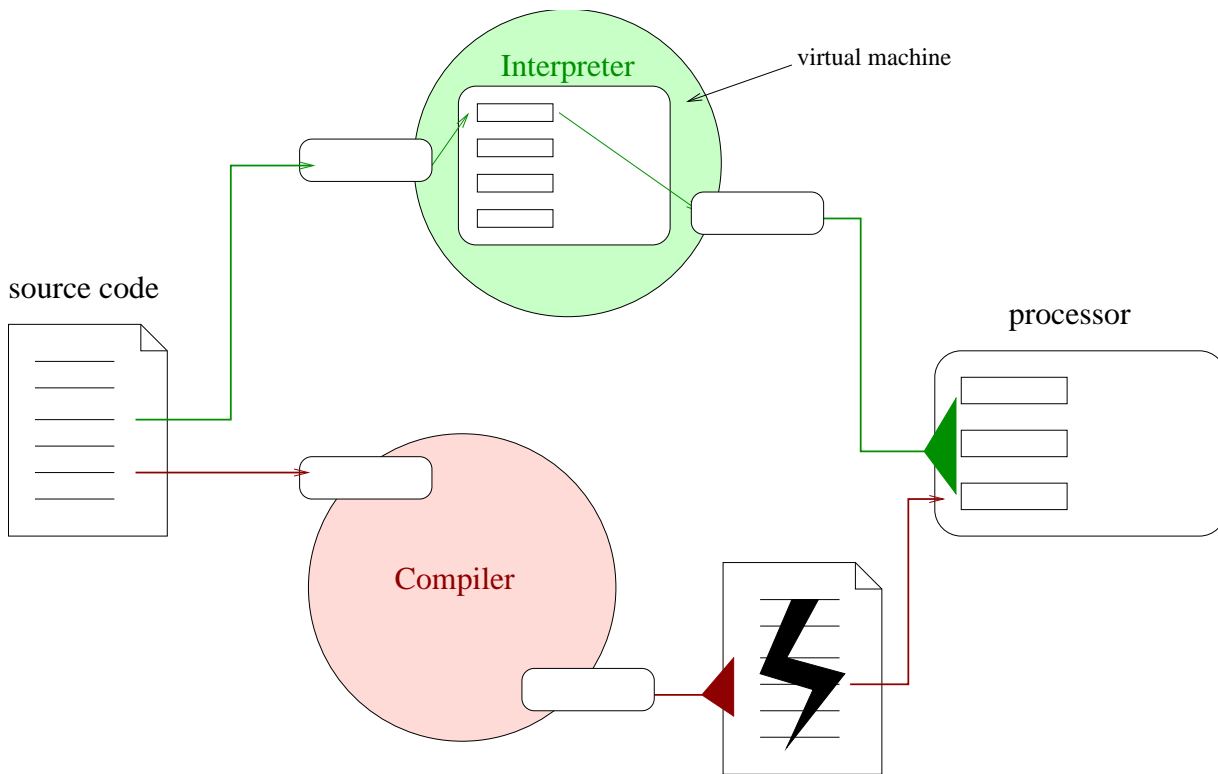 Interpreter
virtual machine
source code
processor
Compiler